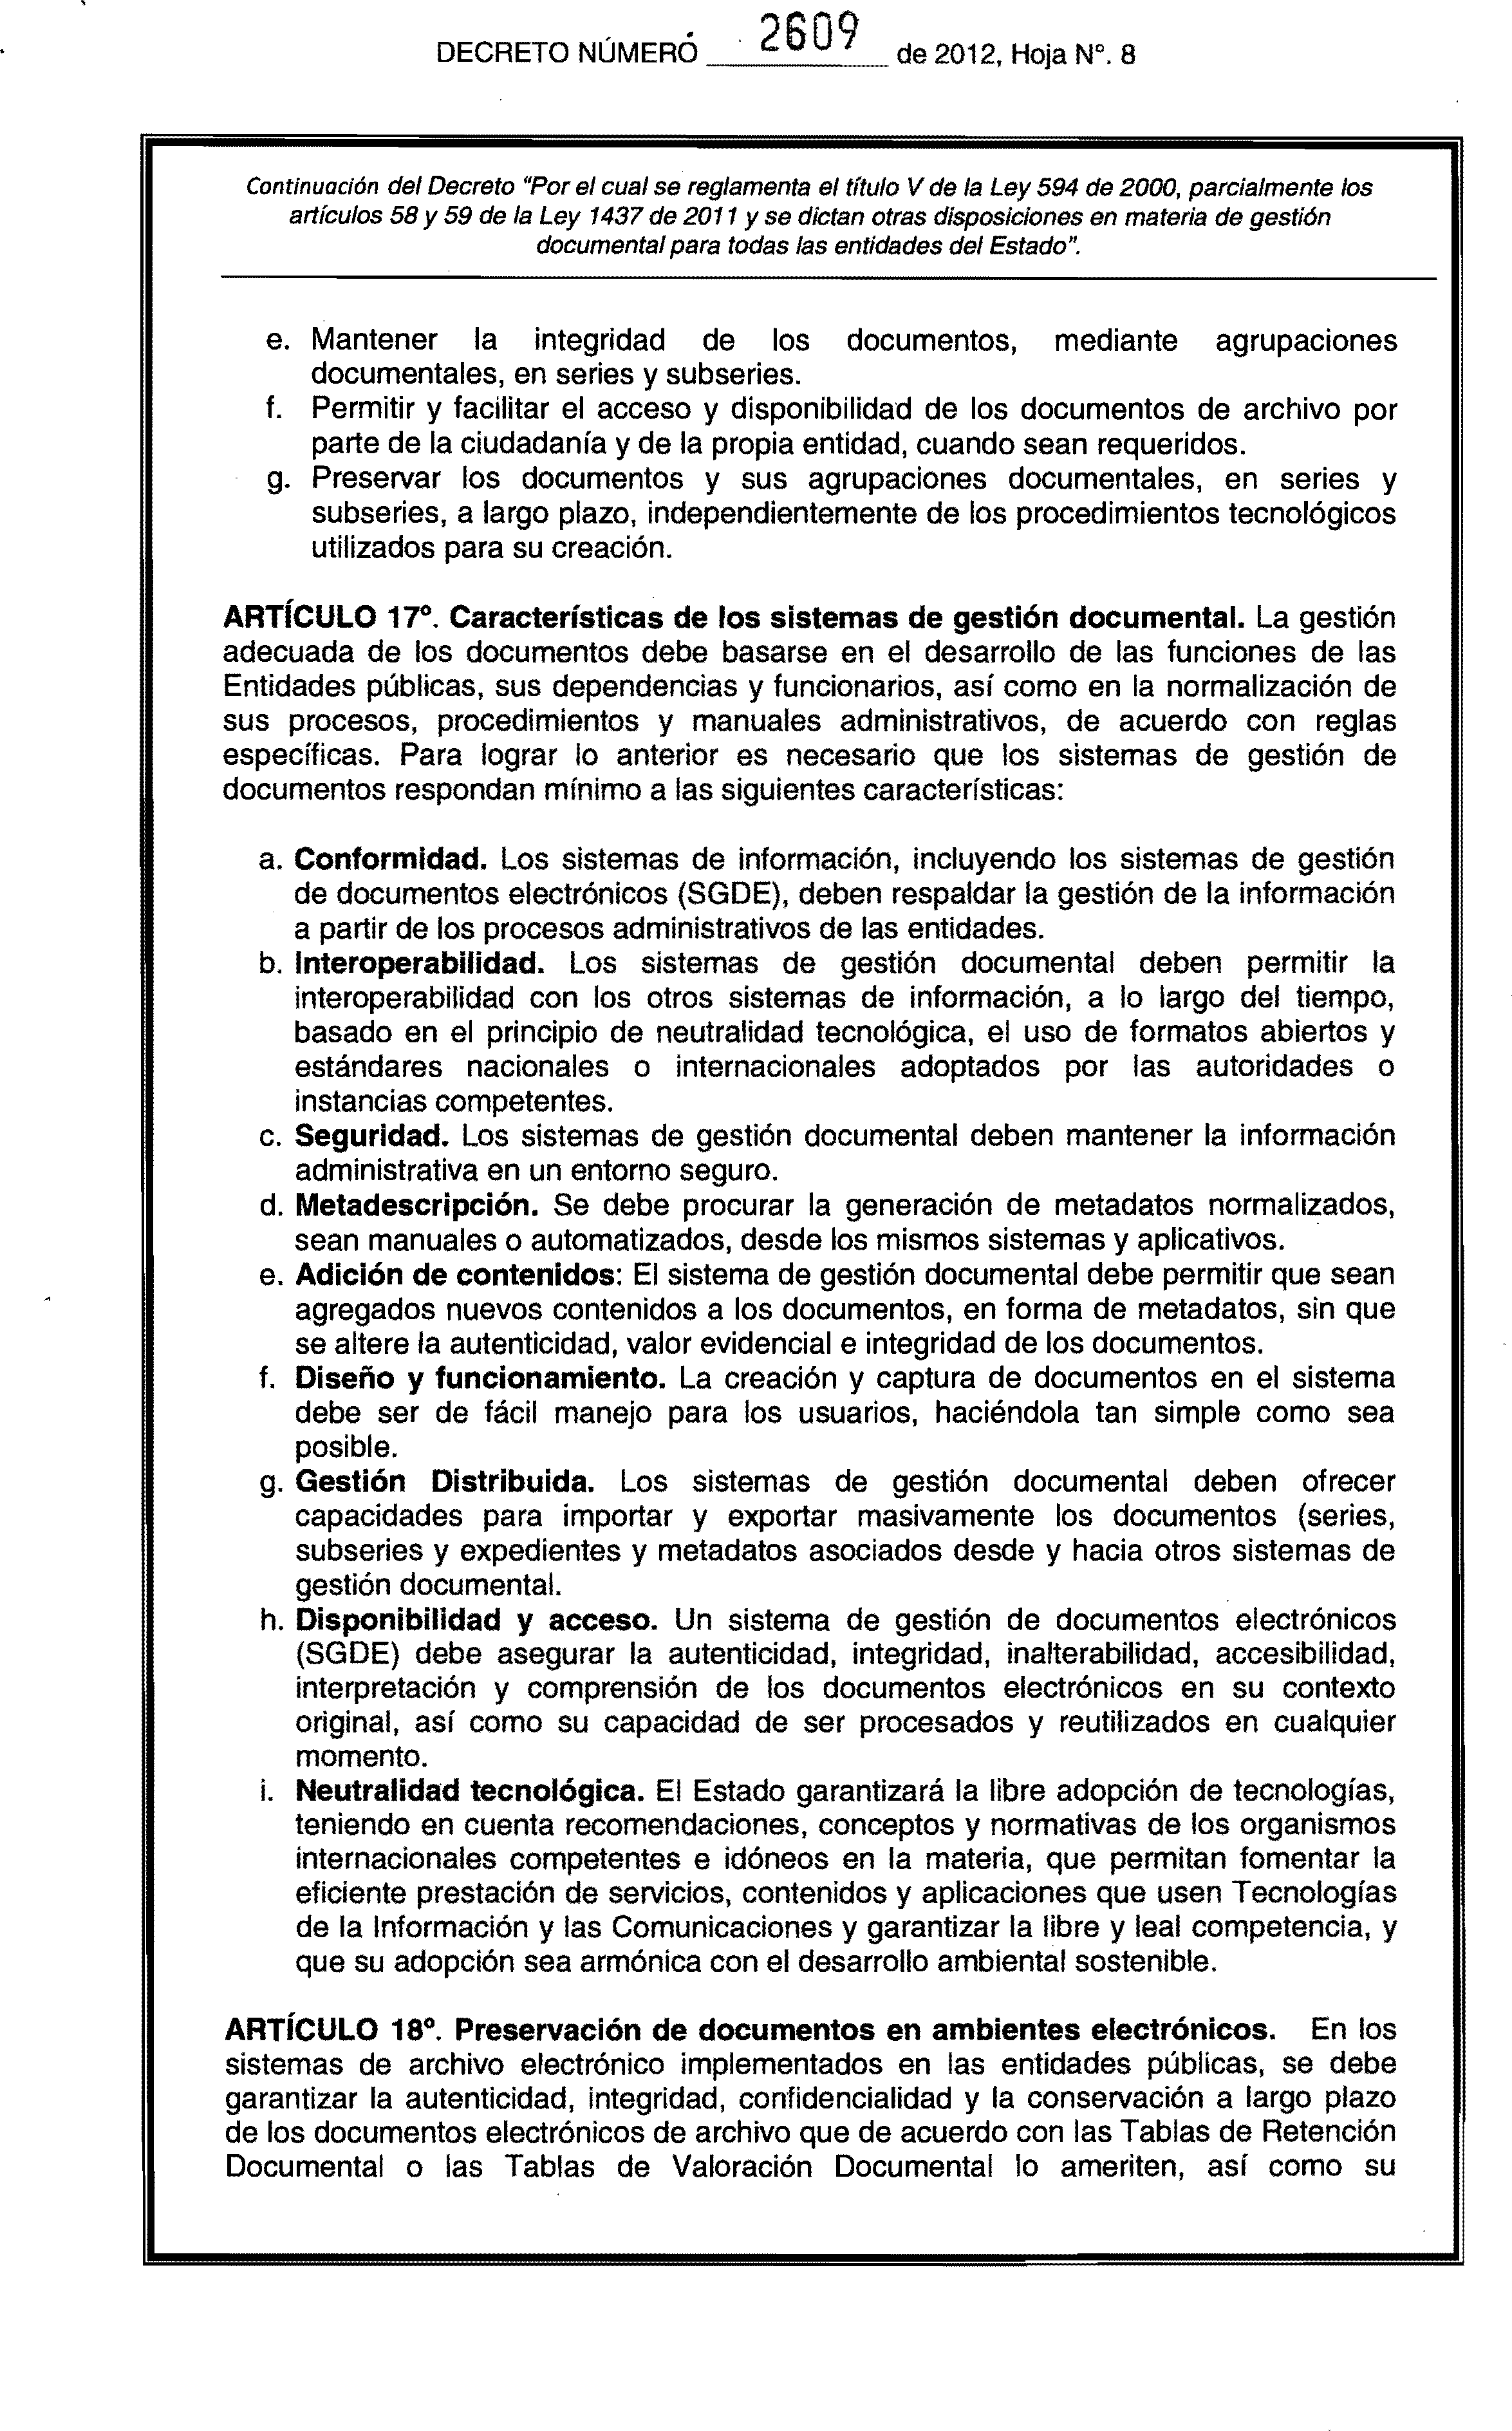 DECRETO NÚMERO 2609 de 2012, Hoja Nº. 8
Continuación del Decreto "Por el cual se reglamenta el título V de la Ley 594 de 2000, parcialmente los
artículos 58 y 59 de la Ley 1437 de 2011 y se dictan otras disposiciones en materia de gestión
documental para todas las entidades del Estado".
e. Mantener la integridad de los documentos, mediante agrupaciones
documentales, en series y subseries.
f. Permitir y facilitar el acceso y disponibilidad de los documentos de archivo por
parte de la ciudadanía y de la propia entidad, cuando sean requeridos.
g. Preservar los documentos y sus agrupaciones documentales, en series y
subseries, a largo plazo, independientemente de los procedimientos tecnológicos
utilizados para su creación.
ARTÍCULO 17º. Características de los sistemas de gestión documental. La gestión
adecuada de los documentos debe basarse en el desarrollo de las funciones de las
Entidades públicas, sus dependencias y funcionarios, así como en la normalización de
sus procesos, procedimientos y manuales administrativos, de acuerdo con reglas
específicas. Para lograr lo anterior es necesario que los sistemas de gestión de
documentos respondan mínimo a las siguientes características:
a. Conformidad. Los sistemas de información, incluyendo los sistemas de gestión
de documentos electrónicos (SGDE), deben respaldar la gestión de la información
a partir de los procesos administrativos de las entidades.
b. Interoperabilidad. Los sistemas de gestión documental deben permitir la
interoperabilidad con los otros sistemas de información, a lo largo del tiempo,
basado en el principio de neutralidad tecnológica, el uso de formatos abiertos y
estándares nacionales o internacionales adoptados por las autoridades o
instancias competentes.
c. Seguridad. Los sistemas de gestión documental deben mantener la información
administrativa en un entorno seguro.
d. Metadescripción. Se debe procurar la generación de metadatos normalizados,
sean manuales o automatizados, desde los mismos sistemas y aplicativos.
e. Adición de contenidos: El sistema de gestión documental debe permitir que sean
agregados nuevos contenidos a los documentos, en forma de metadatos, sin que
se altere la autenticidad, valor evidencial e integridad de los documentos.
f. Diseño y funcionamiento. La creación y captura de documentos en el sistema
debe ser de fácil manejo para los usuarios, haciéndola tan simple como sea
posible.
g. Gestión Distribuida. Los sistemas de gestión documental deben ofrecer
capacidades para importar y exportar masivamente los documentos (series,
subseries y expedientes y metadatos asociados desde y hacia otros sistemas de
gestión documental.
h. Disponibilidad y acceso. Un sistema de gestión de documentos electrónicos
(SGDE) debe asegurar la autenticidad, integridad, inalterabilidad, accesibilidad,
interpretación y comprensión de los documentos electrónicos en su contexto
original, así como su capacidad de ser procesados y reutilizados en cualquier
momento.
i. Neutralidad tecnológica. El Estado garantizará la libre adopción de tecnologías,
teniendo en cuenta recomendaciones, conceptos y normativas de los organismos
internacionales competentes e idóneos en la materia, que permitan fomentar la
eficiente prestación de servicios, contenidos y aplicaciones que usen Tecnologías
de la Información y las Comunicaciones y garantizar la libre y leal competencia, y
que su adopción sea armónica con el desarrollo ambiental sostenible.
ARTÍCULO 18º. Preservación de documentos en ambientes electrónicos. En los
sistemas de archivo electrónico implementados en las entidades públicas, se debe
garantizar la autenticidad, integridad, confidencialidad y la conservación a largo plazo
de los documentos electrónicos de archivo que de acuerdo con las Tablas de Retención
Documental o las Tablas de Valoración Documental lo ameriten, así como su